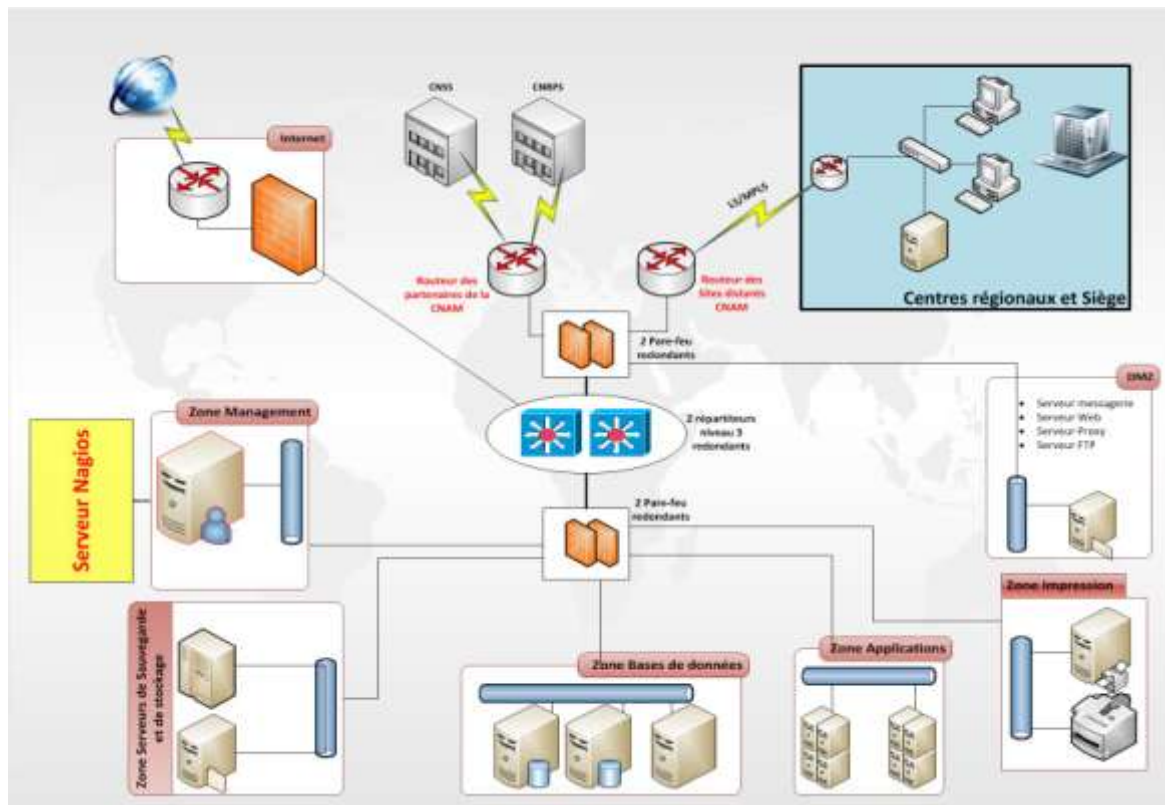 Internet
CNSS
CNRPS
LS/MPLS
Routeur des
partenaires de la
CNAM
Routeur des
Sites distants
CNAM
Centres régionaux et Siège
2 Pare-feu
redondants
DMZ
Serveur messagerie
Serveur Web
Serveur Proxy
Serveur FTP
Zone Management
2 répartiteurs
niveau 3
redondants
Serveur Nagios
2 Pare-feu
redondants
Zone Impression
Zone Serveurs de Sauvegarde
et de stockage
Zone Bases de données
Zone Applications